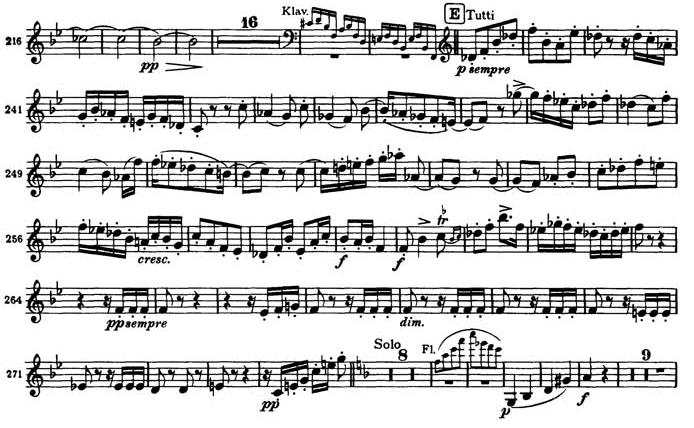 216 16 Klav. E Tutti
pp p sempre
241
249
256 tr
cresc. f f
264
pp sempre dim.
271 Solo 8 Fl. 9
pp p f